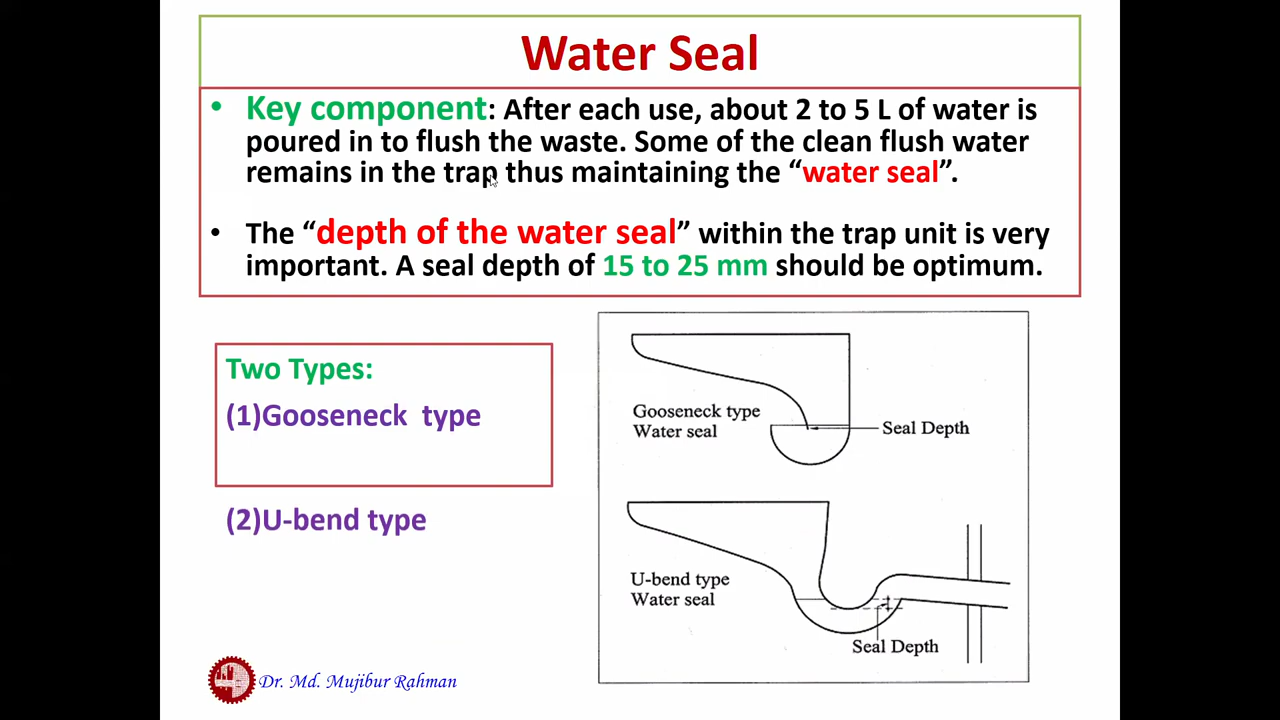 Water Seal
• Key component: After each use, about 2 to 5 L of water is
poured in to flush the waste. Some of the clean flush water
remains in the trap thus maintaining the “water seal”.
• The “depth of the water seal” within the trap unit is very
important. A seal depth of 15 to 25 mm should be optimum.
Two Types:
(1)Gooseneck type
(2)U-bend type
Gooseneck type
Water seal
Seal Depth
U-bend type
Water seal
Seal Depth
Dr. Md. Mujibur Rahman